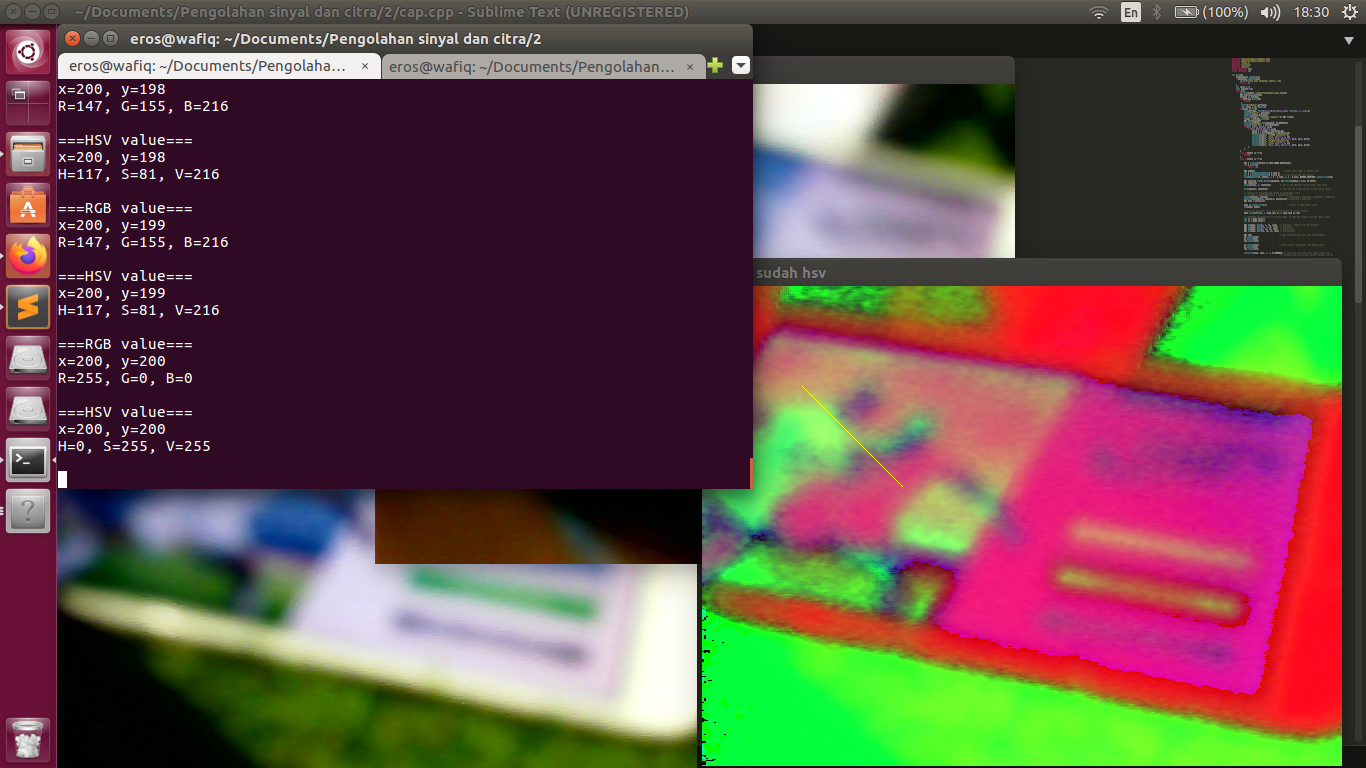 ~/Documents/Pengolahan sinyal dan citra/2/cap.cpp - Sublime Text (UNREGISTERED)
En
(100%)
18:30
eros@wafiq: ~/Documents/Pengolahan sinyal dan citra/2
eros@wafiq: ~/Documents/Pengolaha...
×
eros@wafiq: ~/Documents/Pengolahan...
×
x=200, y=198
R=147, G=155, B=216
===HSV value===
x=200, y=198
H=117, S=81, V=216
===RGB value===
x=200, y=199
R=147, G=155, B=216
===HSV value===
x=200, y=199
H=117, S=81, V=216
===RGB value===
x=200, y=200
R=255, G=0, B=0
===HSV value===
x=200, y=200
H=0, S=255, V=255
sudah hsv